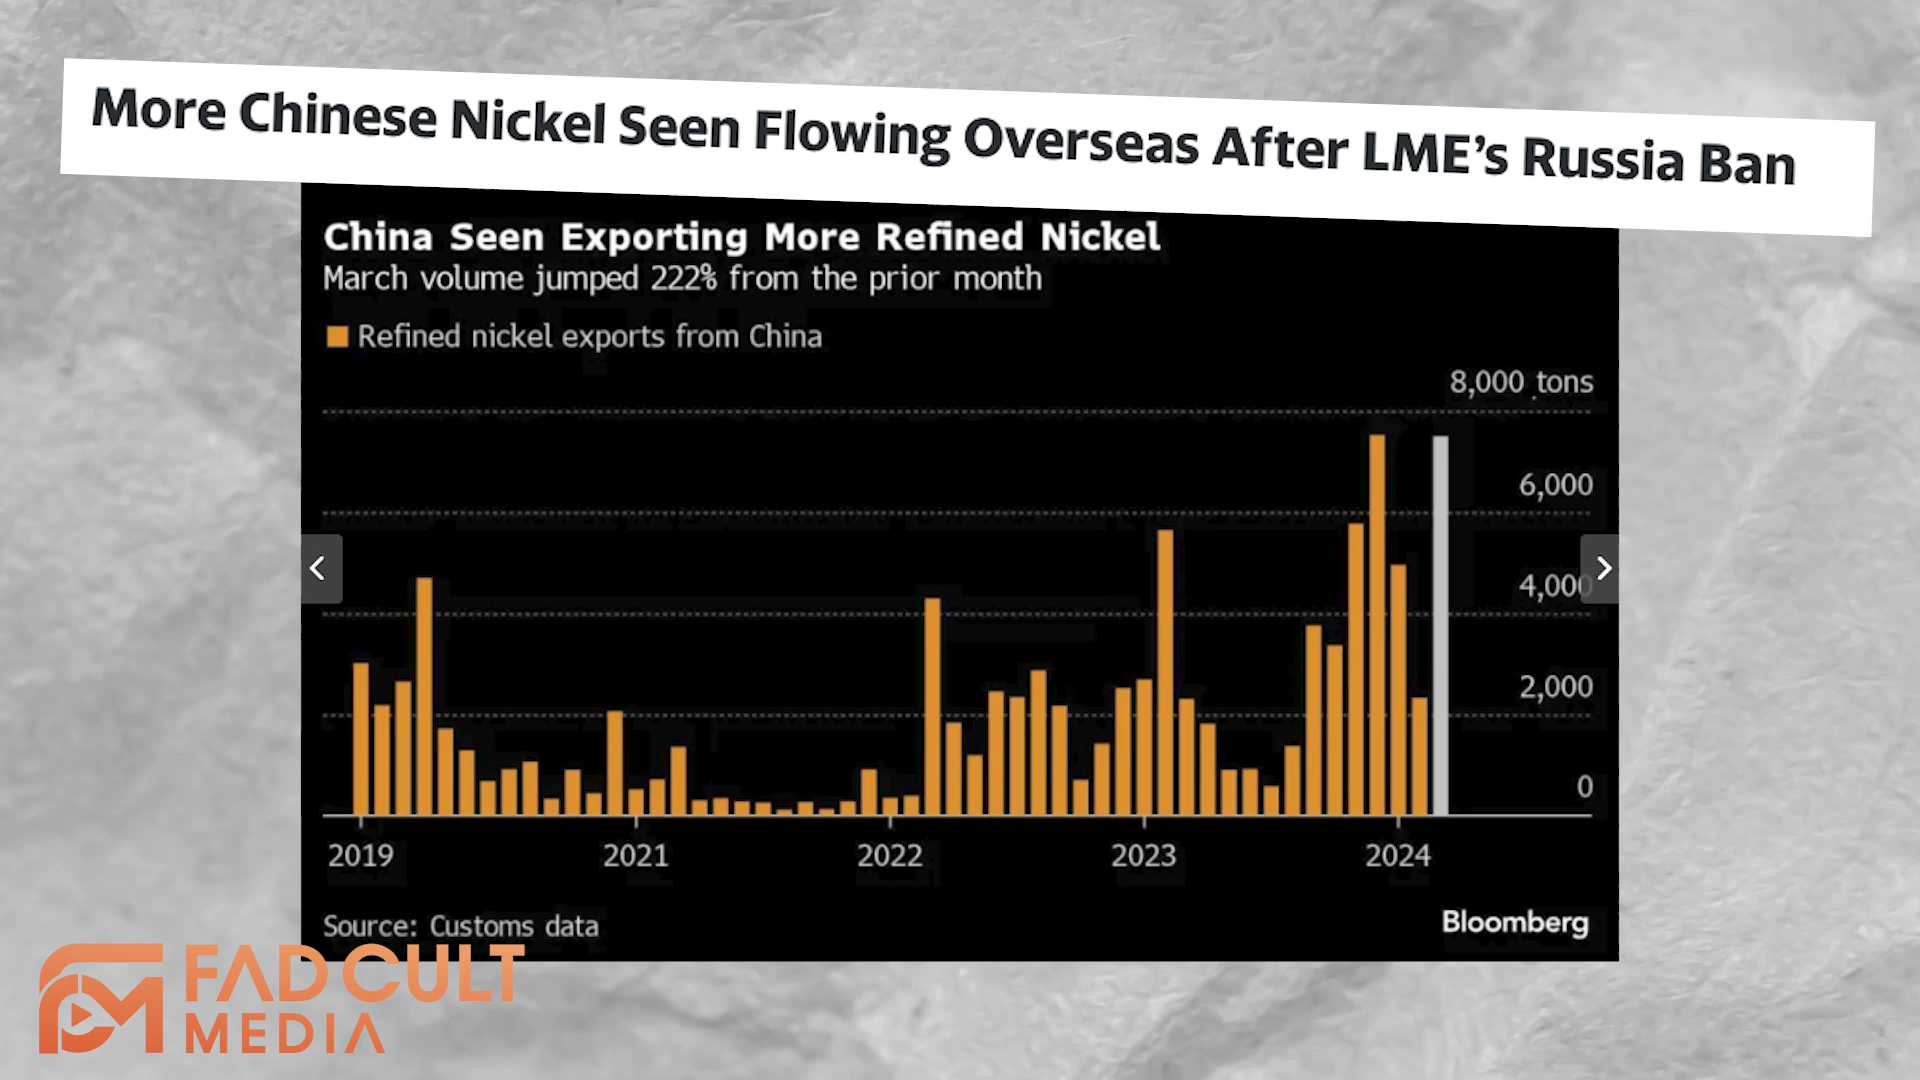 More Chinese Nickel Seen Flowing Overseas After LME’s Russia Ban
China Seen Exporting More Refined Nickel
March volume jumped 222% from the prior month
Refined nickel exports from China
8,000 tons
6,000
4,000
2,000
0
2019 2021 2022 2023 2024
Source: Customs data
Bloomberg
FAD CULT
MEDIA